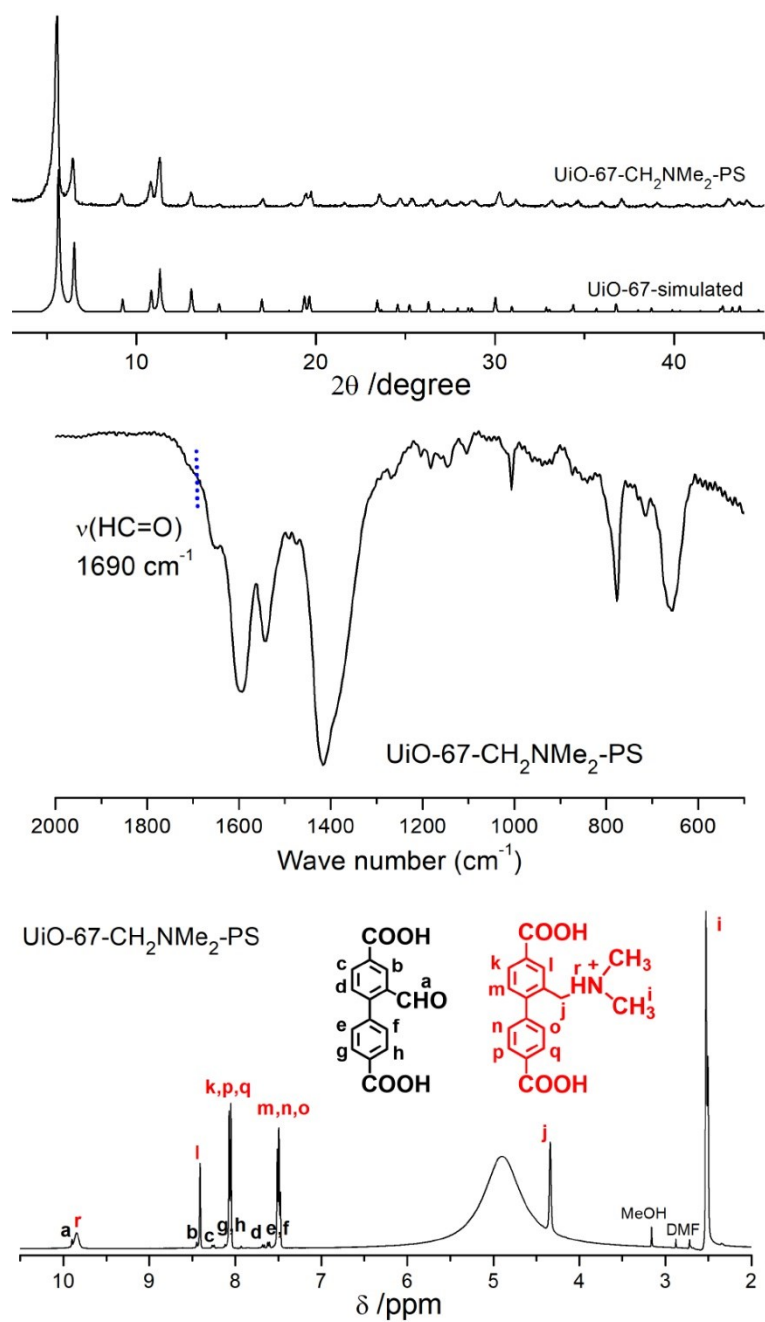 UiO-67-CH₂NMe₂-PS
UiO-67-simulated
10 20 30 40
2θ /degree
ν(HC=O)
1690 cm⁻¹
UiO-67-CH₂NMe₂-PS
2000 1800 1600 1400 1200 1000 800 600
Wave number (cm⁻¹)
UiO-67-CH₂NMe₂-PS
i
COOH COOH
c b a k l r + CH₃
d CHO m HN
j CH₃ i
e f n o
g h p q
COOH COOH
k,p,q
m,n,o
l j
a r b c g h d e f MeOH DMF
10 9 8 7 6 5 4 3 2
δ /ppm